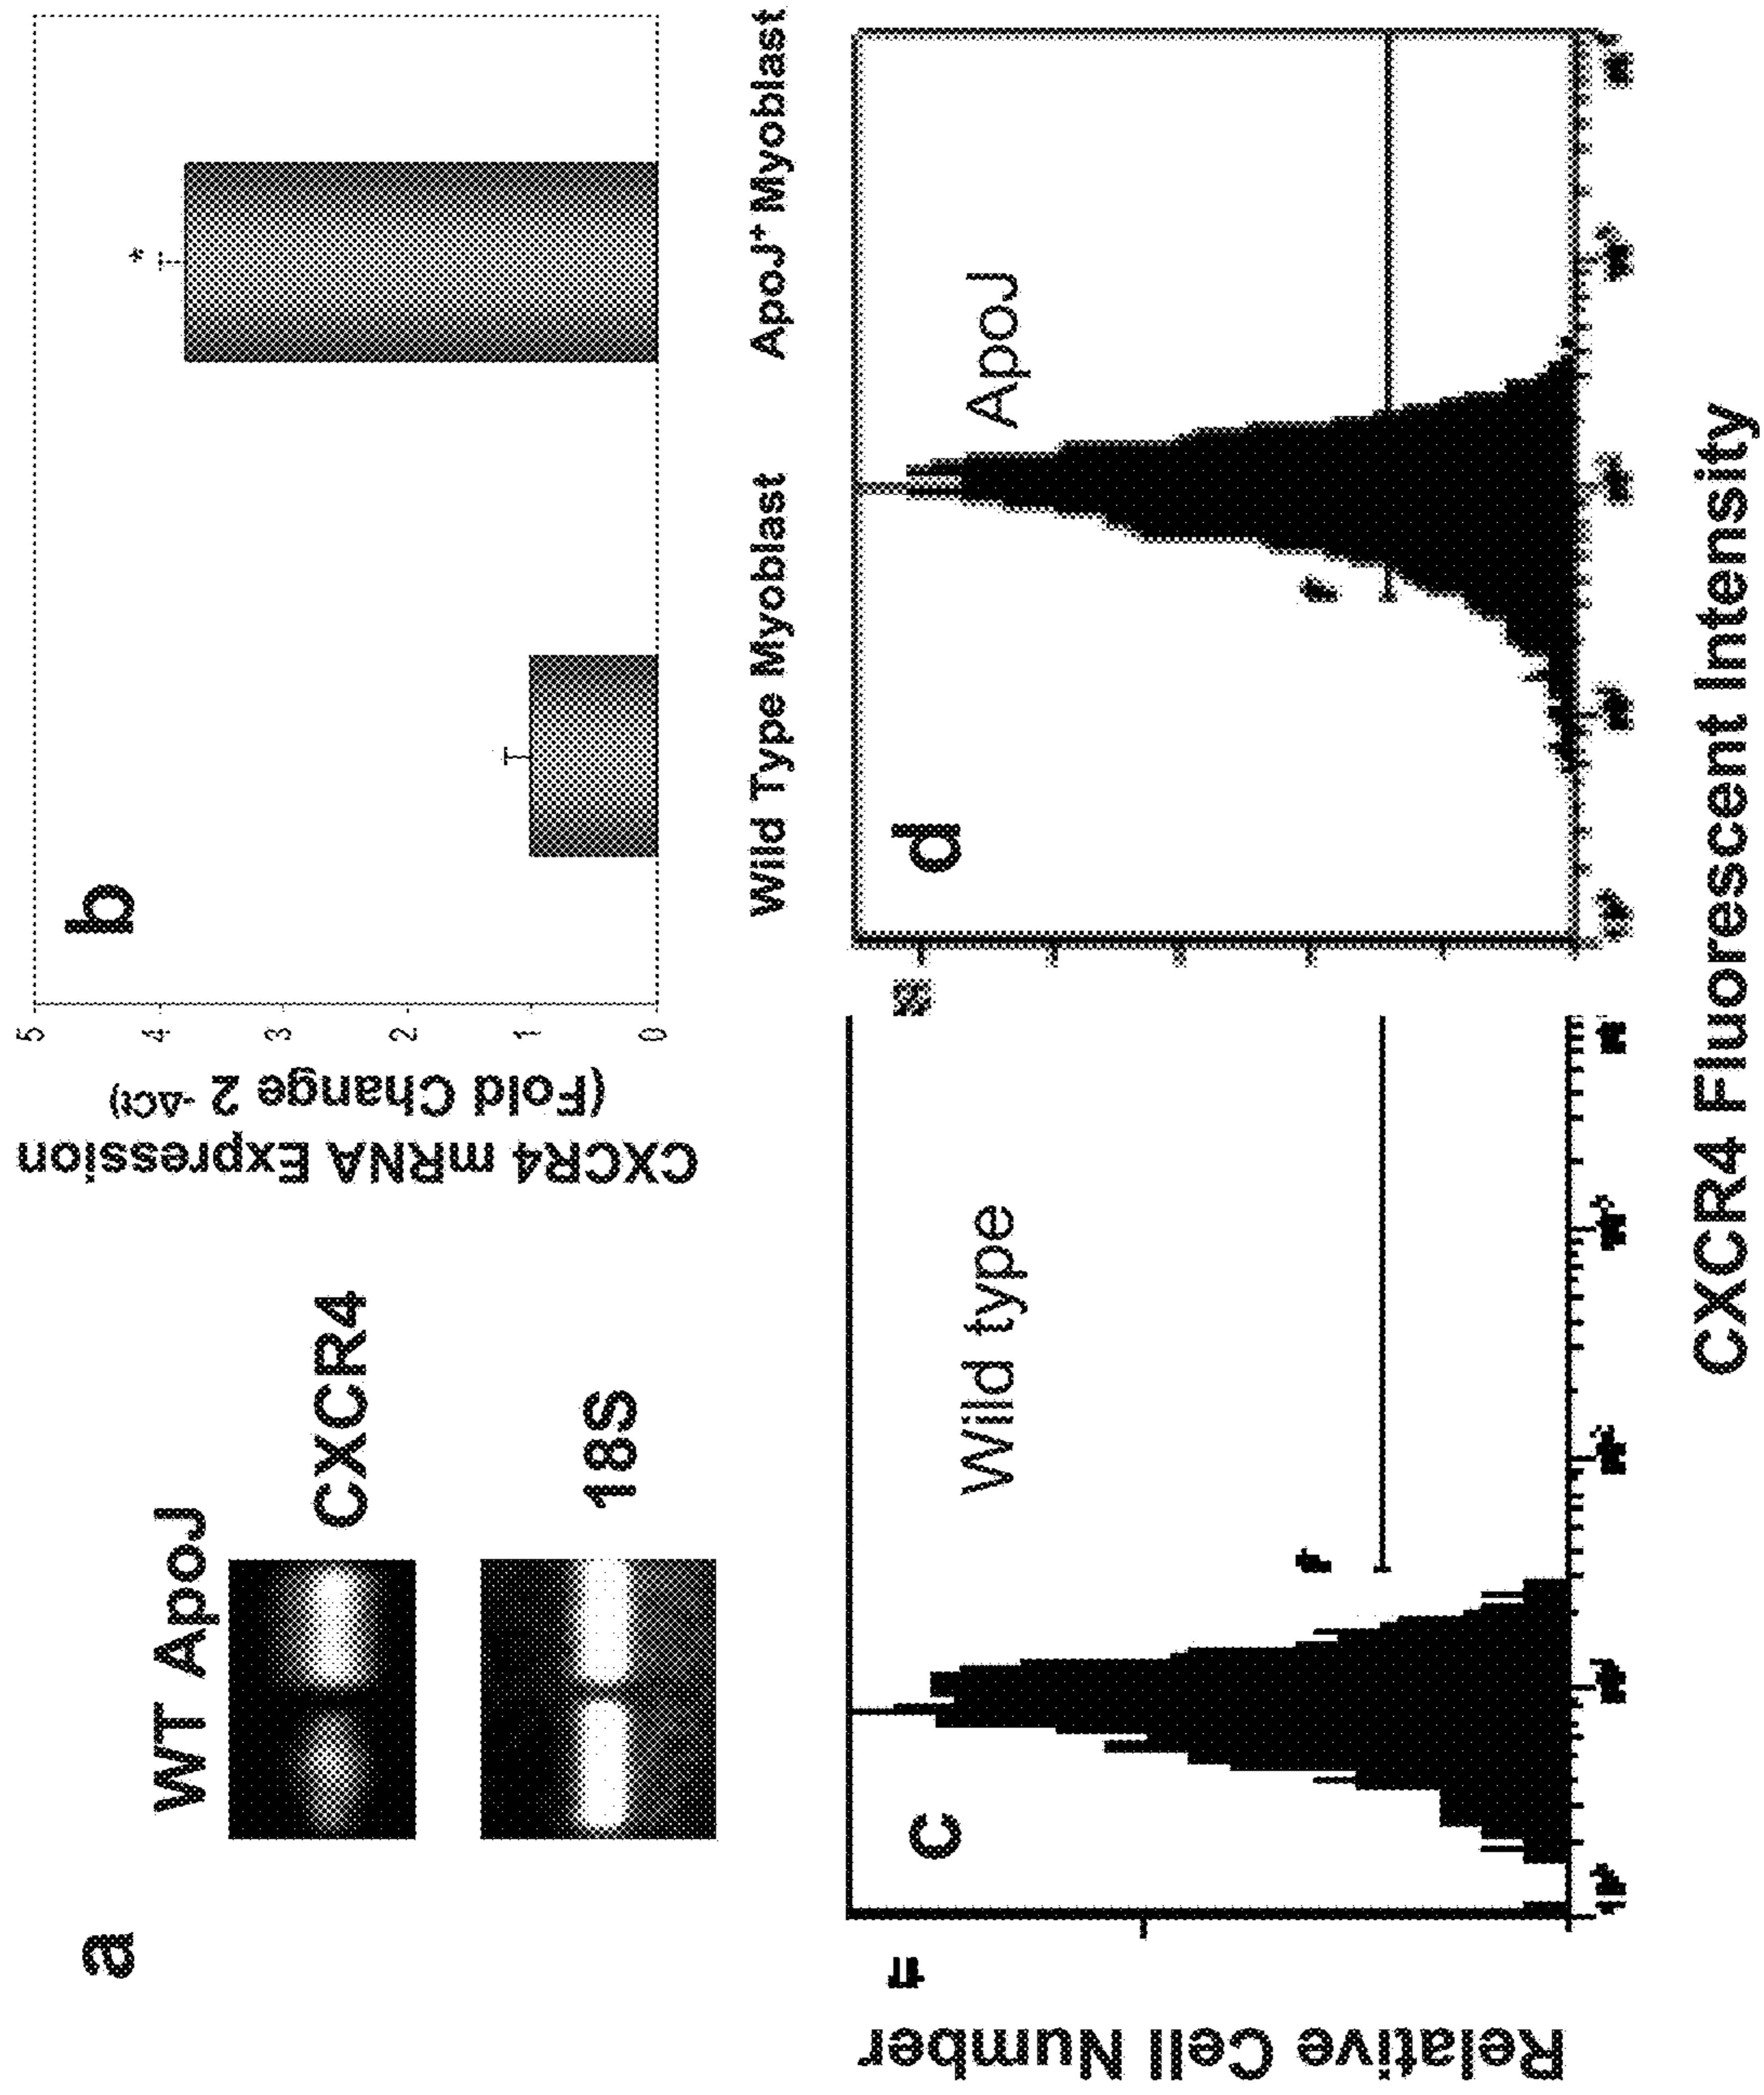 a
WT ApoJ
CXCR4
18S
b
CXCR4 mRNA Expression
(Fold Change 2 -ΔCt)
5
4
3
2
1
0
*
Wild Type Myoblast
ApoJ⁺ Myoblast
c
Wild type
d
ApoJ
Relative Cell Number
CXCR4 Fluorescent Intensity